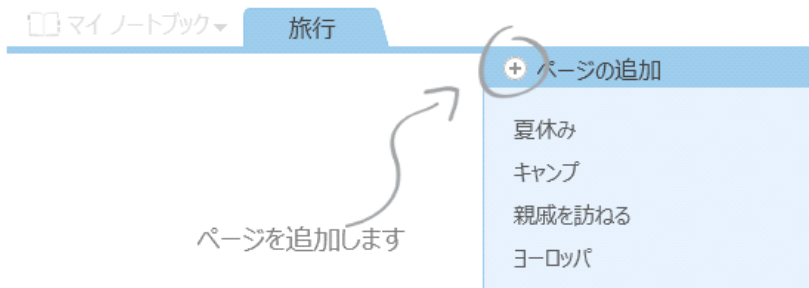 マイ ノートブック
旅行
ページの追加
夏休み
キャンプ
親戚を訪ねる
ヨーロッパ
ページを追加します